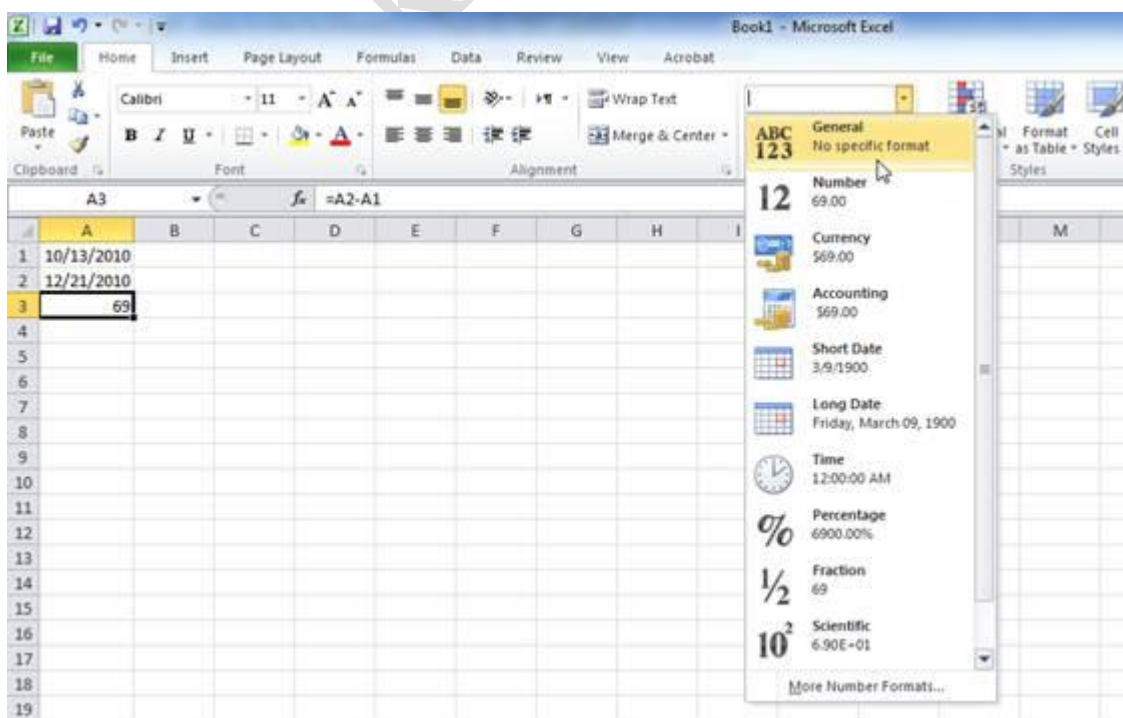 Book1 - Microsoft Excel
File Home Insert Page Layout Formulas Data Review View Acrobat
Calibri 11 A A Wrap Text
Paste B I U A Merge & Center Format as Table Cell Styles
Clipboard Font Alignment Styles
A3 fx =A2-A1
A B C D E F G H I M
1 10/13/2010
2 12/21/2010
3 69
4
5
6
7
8
9
10
11
12
13
14
15
16
17
18
19
ABC 123 General
No specific format
12 Number
69.00
Currency
$69.00
Accounting
$69.00
Short Date
3/9/1900
Long Date
Friday, March 09, 1900
Time
12:00:00 AM
% Percentage
6900.00%
½ Fraction
69
10² Scientific
6.90E+01
More Number Formats...